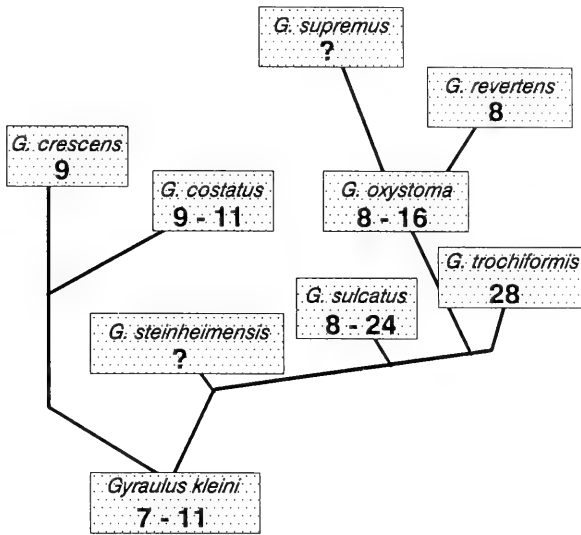 G. supremus
?
G. revertens
8
G. crescens
9
G. costatus
9 - 11
G. oxystoma
8 - 16
G. trochiformis
28
G. sulcatus
8 - 24
G. steinheimensis
?
Gyraulus kleini
7 - 11